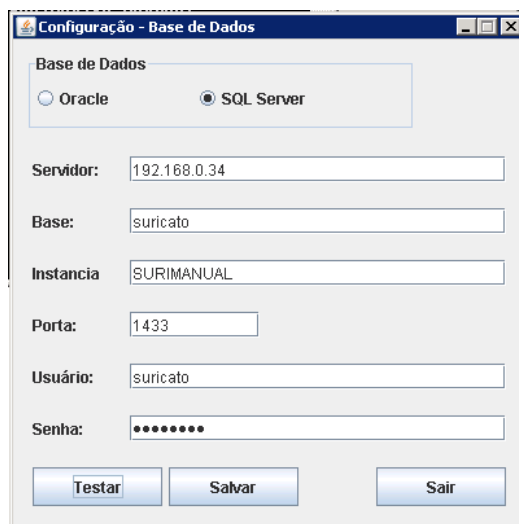 Configuração - Base de Dados
Base de Dados
Oracle
SQL Server
Servidor: 192.168.0.34
Base: suricato
Instancia SURIMANUAL
Porta: 1433
Usuário: suricato
Senha: ●●●●●●●●
Testar Salvar Sair